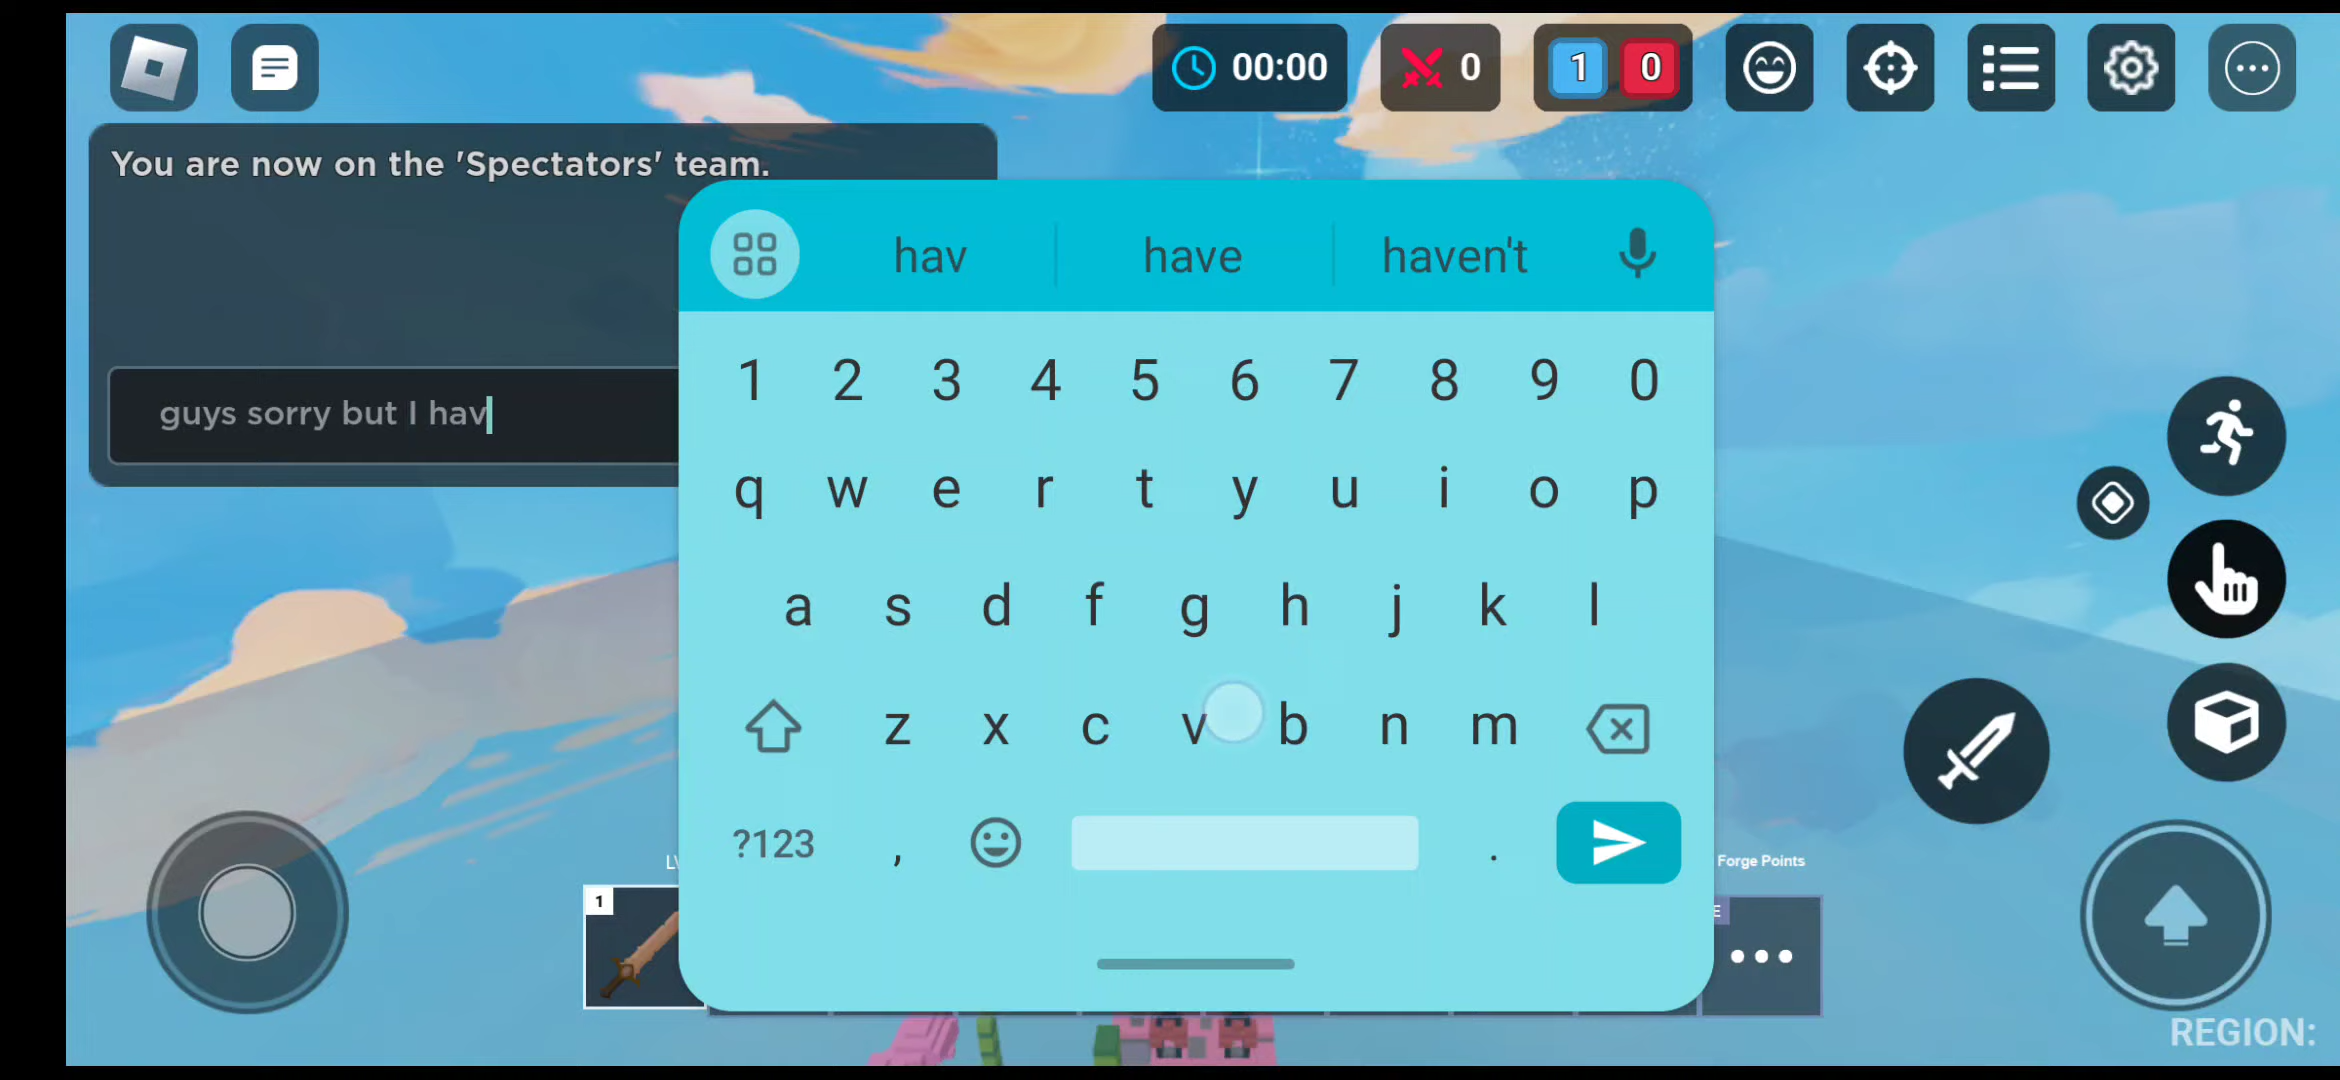 00:00
0
1 0
You are now on the 'Spectators' team.
guys sorry but I hav
hav have haven't
1 2 3 4 5 6 7 8 9 0
q w e r t y u i o p
a s d f g h j k l
z x c v b n m
?123 , .
Forge Points
1
E
REGION: